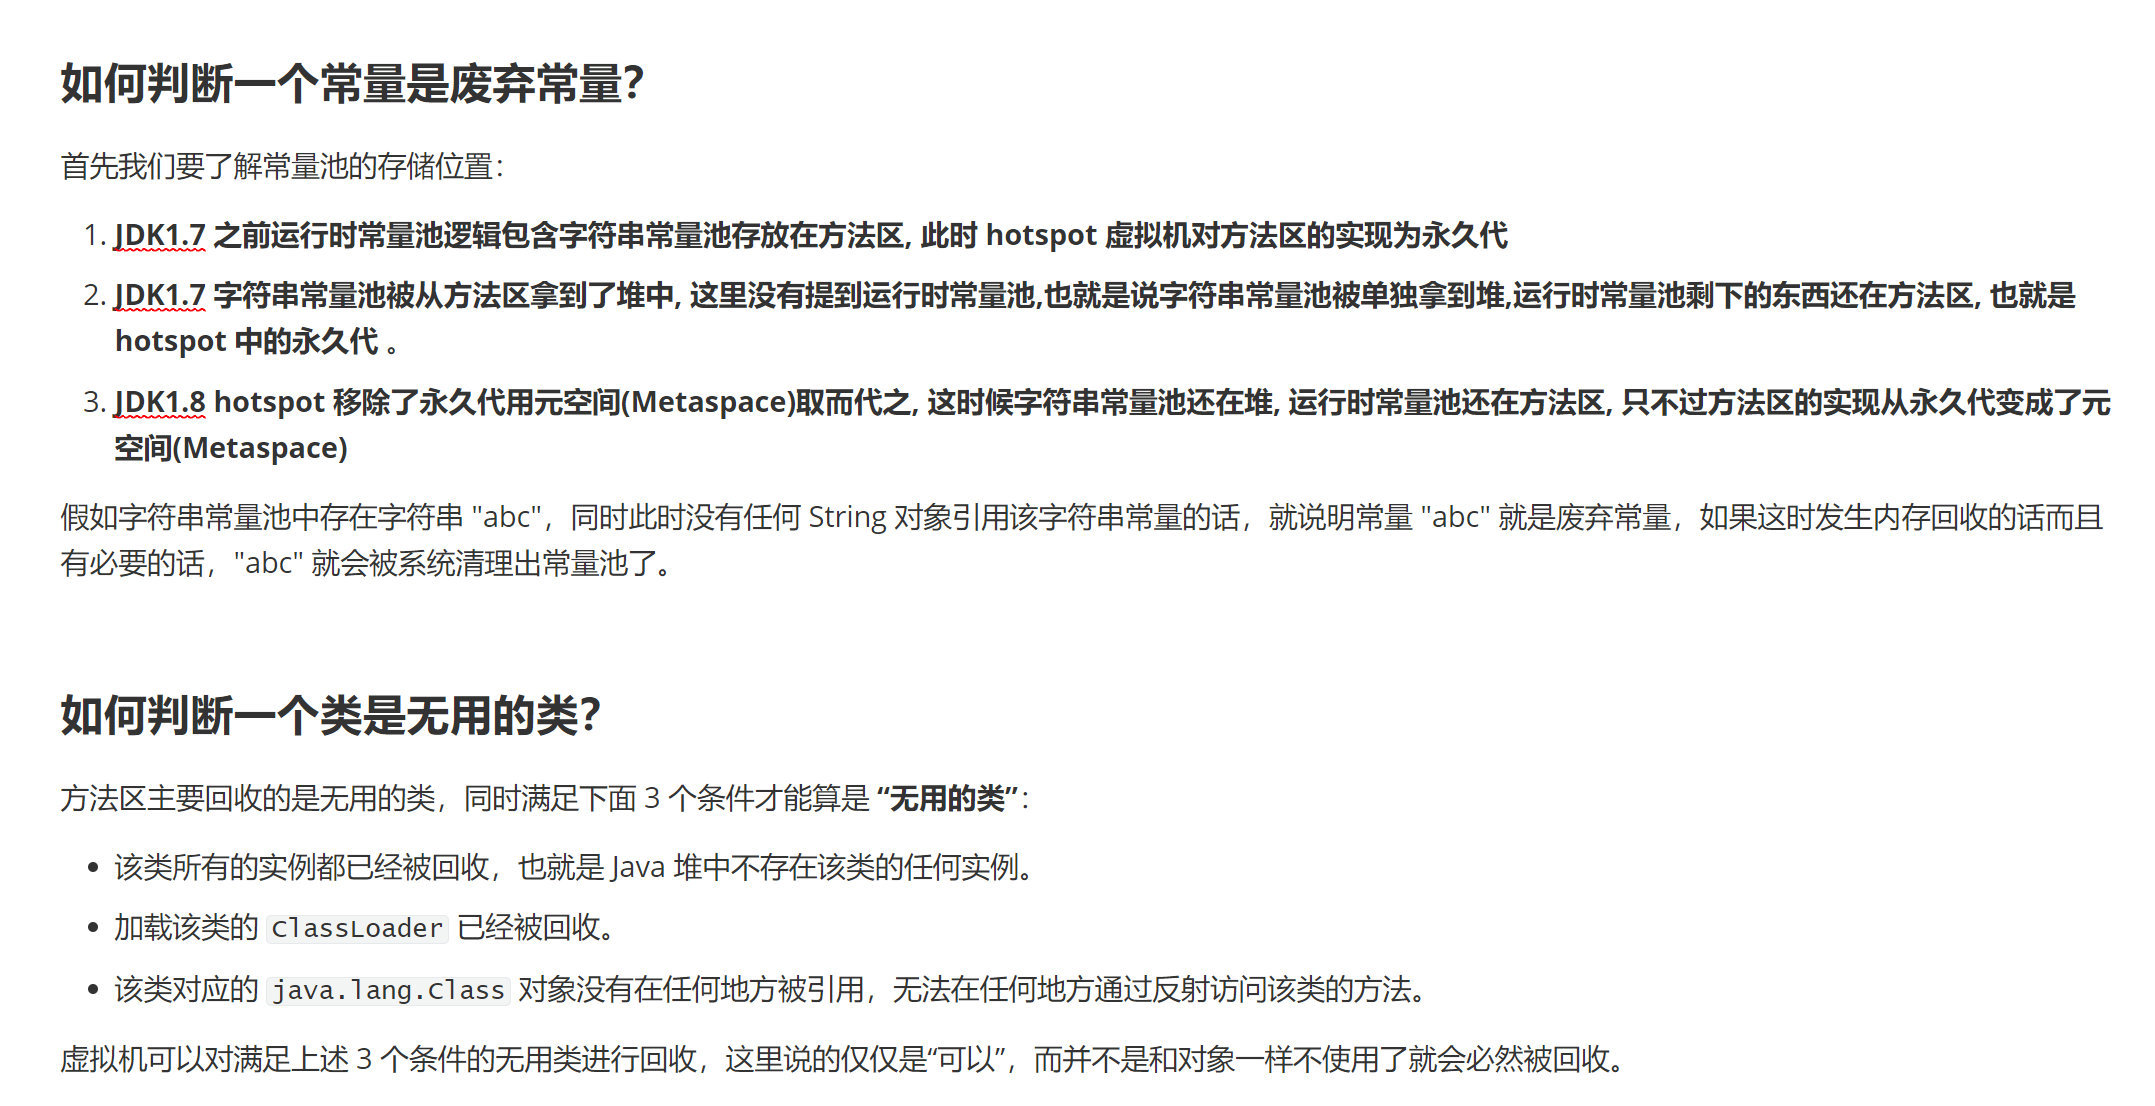 如何判断一个常量是废弃常量？
首先我们要了解常量池的存储位置：
1. JDK1.7 之前运行时常量池逻辑包含字符串常量池存放在方法区, 此时 hotspot 虚拟机对方法区的实现为永久代
2. JDK1.7 字符串常量池被从方法区拿到了堆中, 这里没有提到运行时常量池,也就是说字符串常量池被单独拿到堆,运行时常量池剩下的东西还在方法区, 也就是
hotspot 中的永久代 。
3. JDK1.8 hotspot 移除了永久代用元空间(Metaspace)取而代之, 这时候字符串常量池还在堆, 运行时常量池还在方法区, 只不过方法区的实现从永久代变成了元
空间(Metaspace)
假如字符串常量池中存在字符串 "abc"，同时此时没有任何 String 对象引用该字符串常量的话，就说明常量 "abc" 就是废弃常量，如果这时发生内存回收的话而且
有必要的话，"abc" 就会被系统清理出常量池了。
如何判断一个类是无用的类？
方法区主要回收的是无用的类，同时满足下面 3 个条件才能算是 “无用的类”：
• 该类所有的实例都已经被回收，也就是 Java 堆中不存在该类的任何实例。
• 加载该类的 ClassLoader 已经被回收。
• 该类对应的 java.lang.Class 对象没有在任何地方被引用，无法在任何地方通过反射访问该类的方法。
虚拟机可以对满足上述 3 个条件的无用类进行回收，这里说的仅仅是“可以”，而并不是和对象一样不使用了就会必然被回收。